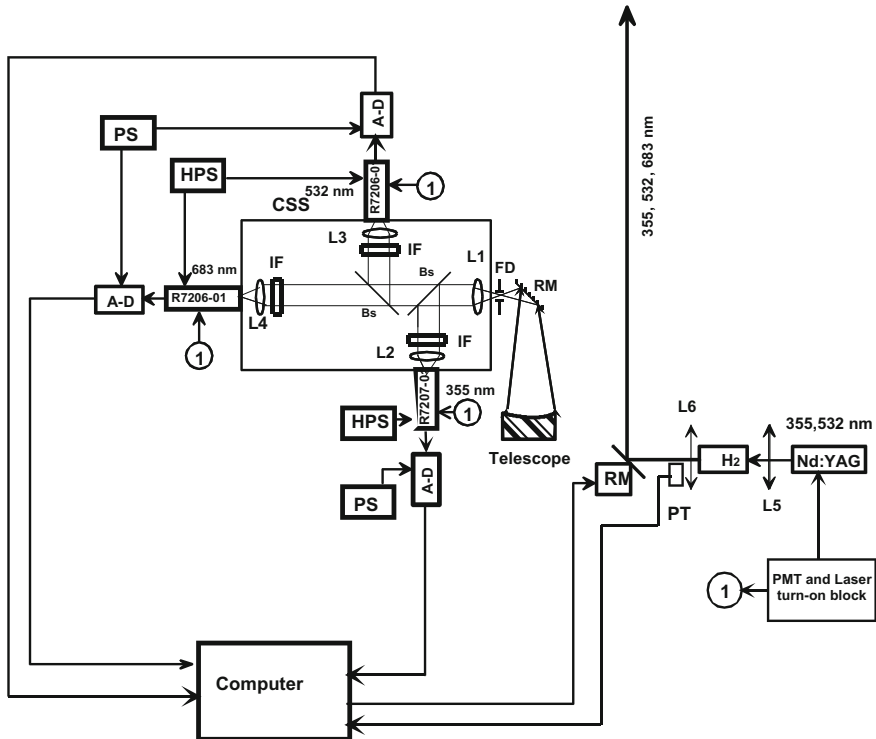 A-D
PS
HPS
532 nm
R7206-0
1
CSS
L3
IF
355, 532, 683 nm
IF
Bs
L1
FD
RM
683 nm
A-D
R7206-01
L4
Bs
1
IF
L2
R7207-03
355 nm
1
HPS
Telescope
L6
355,532 nm
H2
Nd:YAG
RM
PT
L5
A-D
PS
1
PMT and Laser
turn-on block
Computer